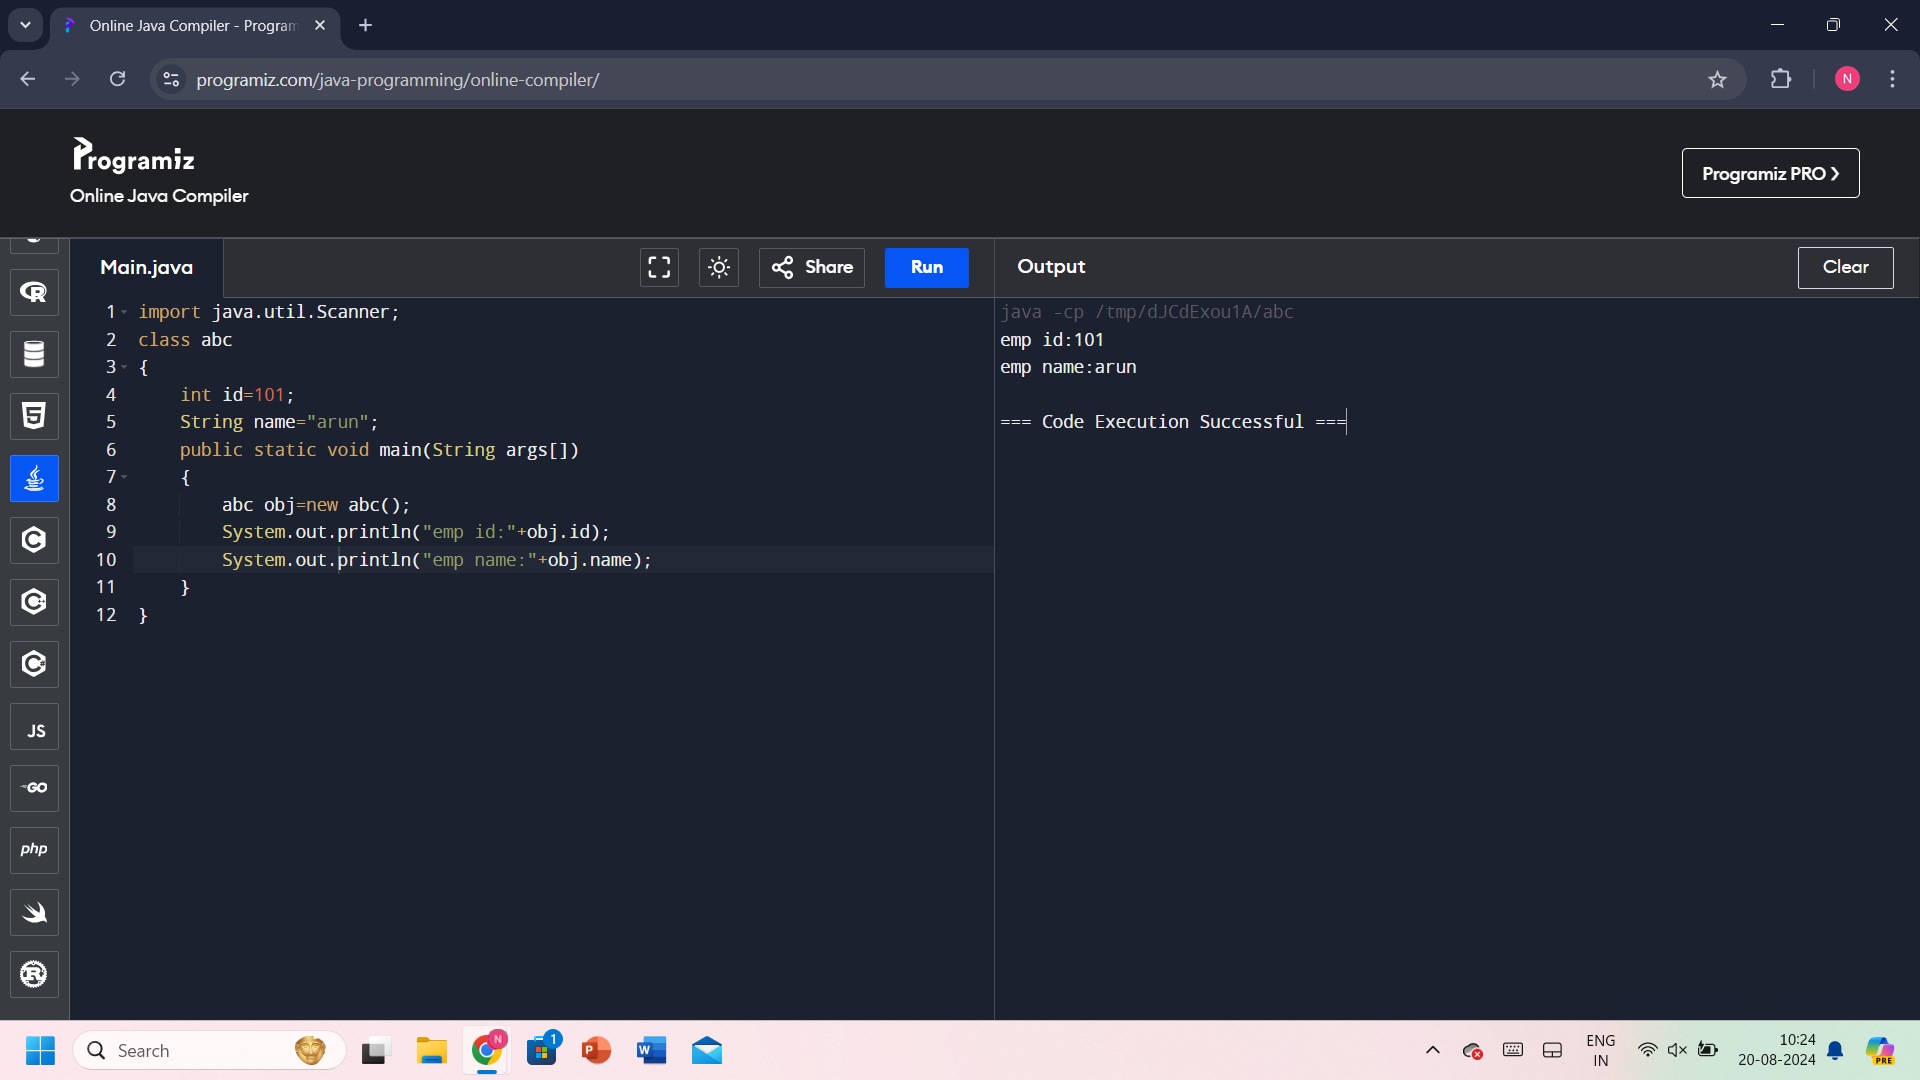 Online Java Compiler - Program
programiz.com/java-programming/online-compiler/
N
Programiz
Online Java Compiler
Programiz PRO
Main.java
Share
Run
Output
Clear
1 import java.util.Scanner;
2 class abc
3 {
4 int id=101;
5 String name="arun";
6 public static void main(String args[])
7 {
8 abc obj=new abc();
9 System.out.println("emp id:"+obj.id);
10 System.out.println("emp name:"+obj.name);
11 }
12 }
java -cp /tmp/dJCdExou1A/abc
emp id:101
emp name:arun
=== Code Execution Successful ===
R
5
C
C
C
JS
GO
php
R
Search
N
1
P
W
ENG
IN
10:24
20-08-2024
PRE